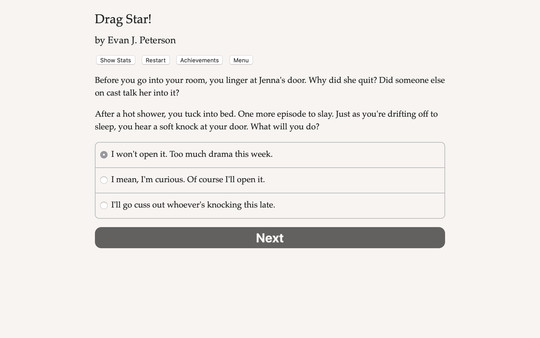 Drag Star!
by Evan J. Peterson
Show Stats Restart Achievements Menu
Before you go into your room, you linger at Jenna's door. Why did she quit? Did someone else
on cast talk her into it?
After a hot shower, you tuck into bed. One more episode to slay. Just as you're drifting off to
sleep, you hear a soft knock at your door. What will you do?
I won't open it. Too much drama this week.
I mean, I'm curious. Of course I'll open it.
I'll go cuss out whoever's knocking this late.
Next